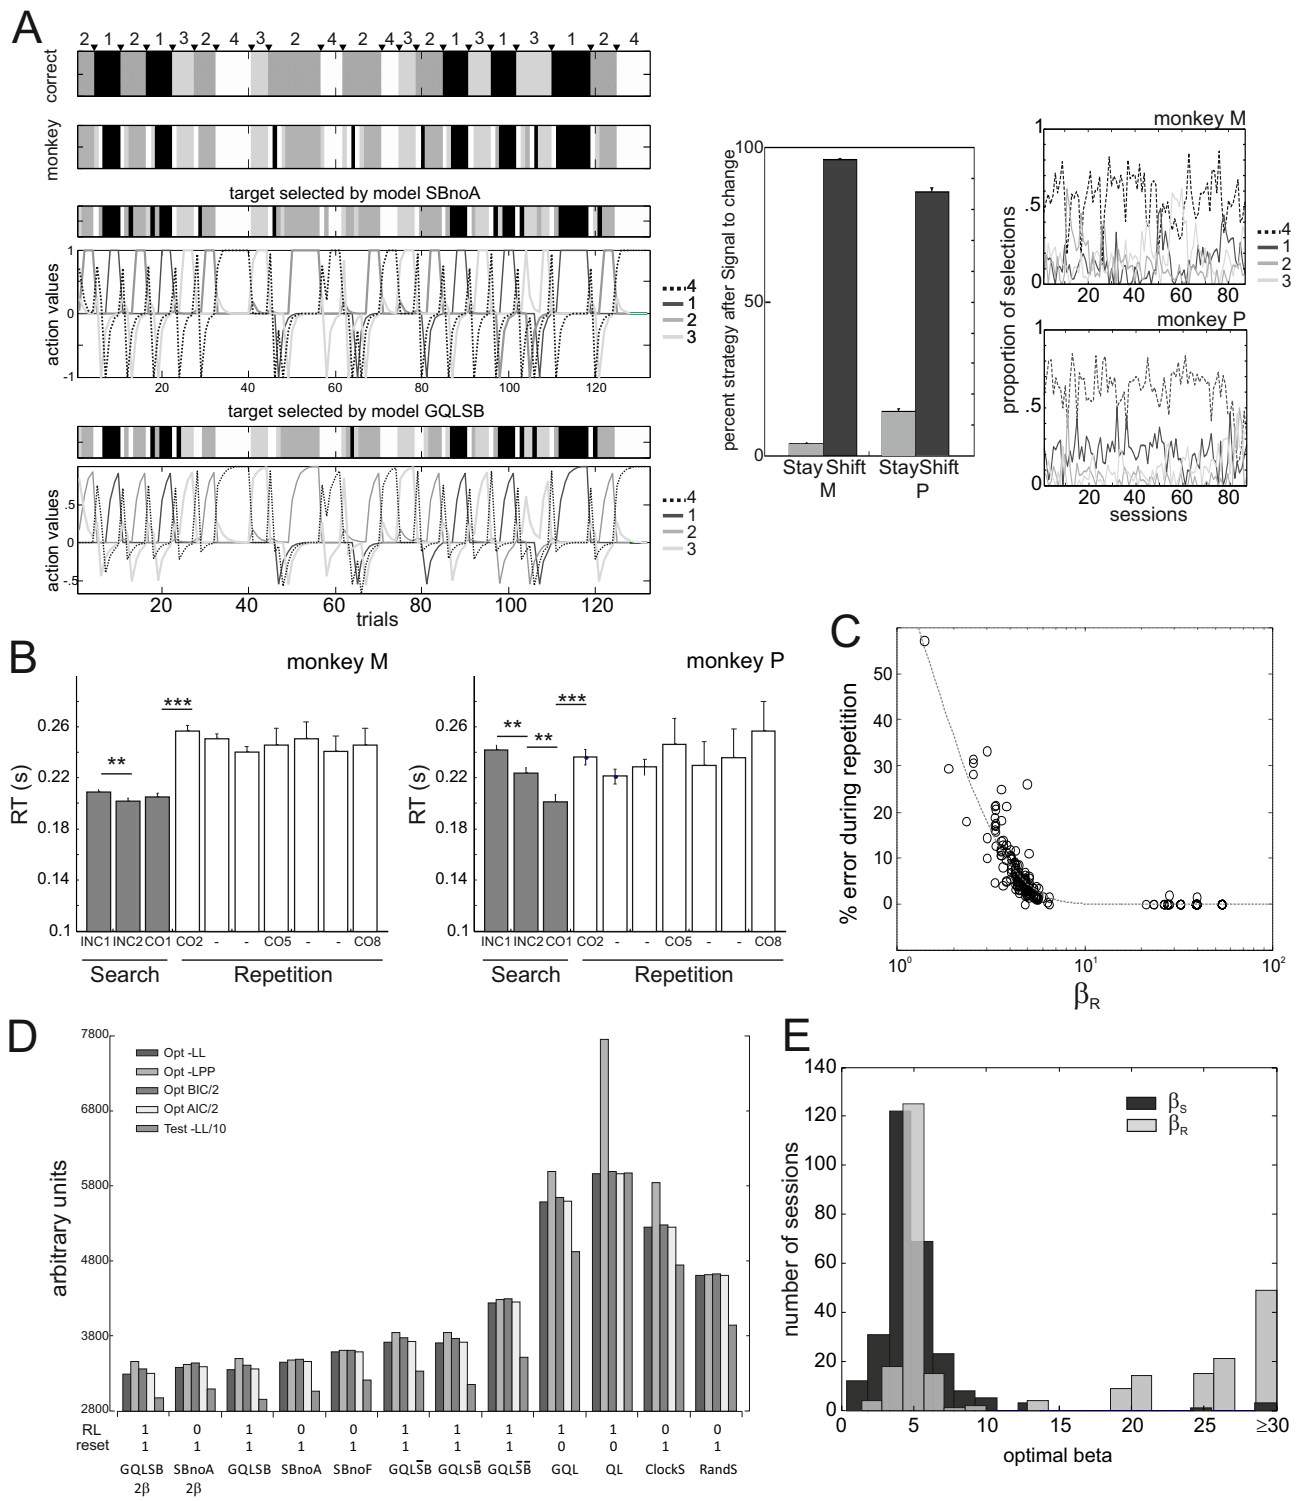 A
2 1 2 1 3 2 4 3 2 4 2 4 3 2 1 3 1 3 1 2 4
correct
monkey
target selected by model SBnoA
action values
1
0
-1
20 40 60 80 100 120
4
1
2
3
target selected by model GQLSB
action values
.5
0
-.5
20 40 60 80 100 120
trials
4
1
2
3
percent strategy after Signal to change
100
50
0
Stay Shift Stay Shift
M P
proportion of selections
monkey M
1
.5
0
20 40 60 80
4
1
2
3
monkey P
1
.5
0
20 40 60 80
sessions
B
monkey M
RT (s)
0.26
0.22
0.18
0.14
0.1
INC1 INC2 CO1 CO2 - - CO5 - - CO8
Search Repetition
** ***
monkey P
RT (s)
0.26
0.22
0.18
0.14
0.1
** ** ***
INC1 INC2 CO1 CO2 - - CO5 - - CO8
Search Repetition
C
% error during repetition
50
40
30
20
10
0
10⁰ 10¹ 10²
βR
D
arbitrary units
7800
6800
5800
4800
3800
2800
Opt -LL
Opt -LPP
Opt BIC/2
Opt AIC/2
Test -LL/10
RL 1 0 1 0 0 1 1 1 1 1 0 0
reset 1 1 1 1 1 1 1 1 0 0 1 1
GQLSB SBnoA GQLSB SBnoA SBnoF GQLS̄B GQLSB̄ GQLS̄B̄ GQL QL ClockS RandS
2β 2β
E
number of sessions
140
120
100
80
60
40
20
0
βS
βR
0 5 10 15 20 25 ≥30
optimal beta